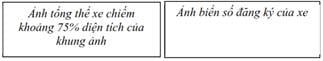 Ảnh tổng thể xe chiếm
khoảng 75% diện tích của
khung ảnh
Ảnh biển số đăng ký của xe